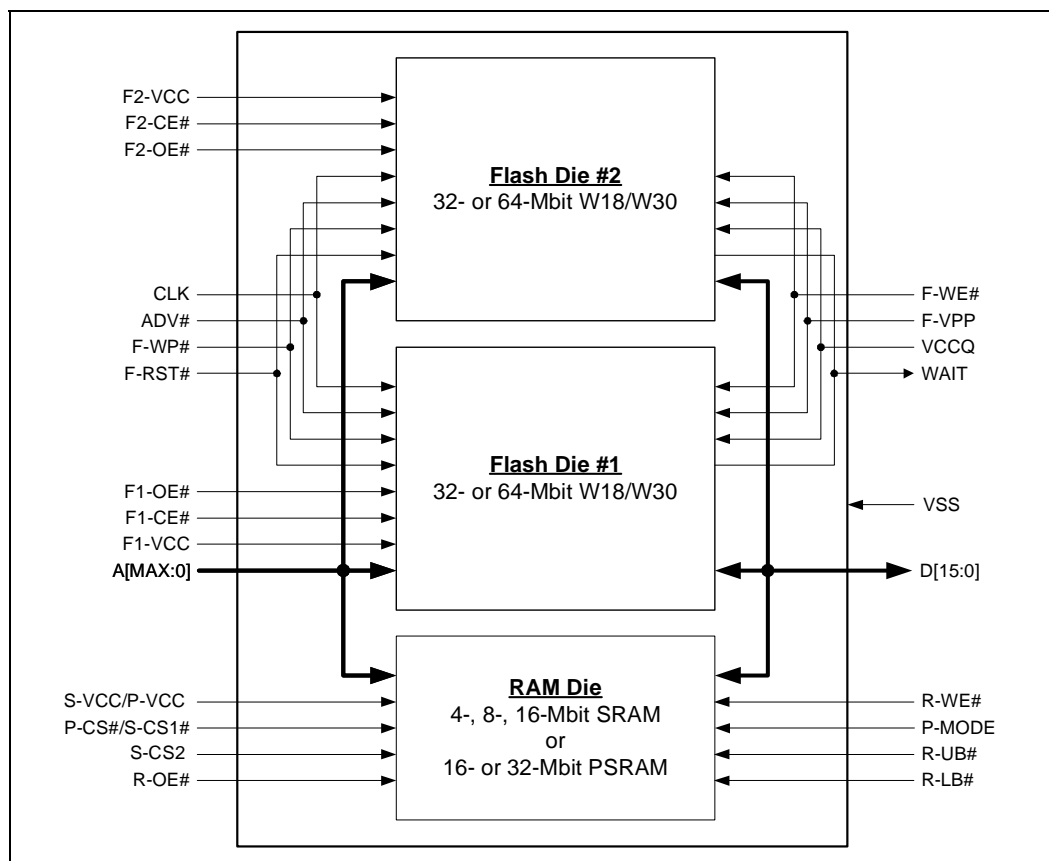 F2-VCC
F2-CE#
F2-OE#
Flash Die #2
32- or 64-Mbit W18/W30
CLK
ADV#
F-WP#
F-RST#
F-WE#
F-VPP
VCCQ
WAIT
Flash Die #1
32- or 64-Mbit W18/W30
F1-OE#
F1-CE#
F1-VCC
A[MAX:0]
VSS
D[15:0]
RAM Die
4-, 8-, 16-Mbit SRAM
or
16- or 32-Mbit PSRAM
S-VCC/P-VCC
P-CS#/S-CS1#
S-CS2
R-OE#
R-WE#
P-MODE
R-UB#
R-LB#